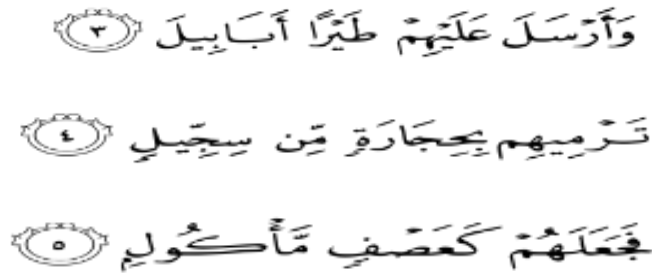 وَأَرْسَلَ عَلَيْهِمْ طَيْرًا أَبَابِيلَ ٣
تَرْمِيهِم بِحِجَارَةٍ مِّن سِجِّيلٍ ٤
فَجَعَلَهُمْ كَعَصْفٍ مَّأْكُولٍ ٥